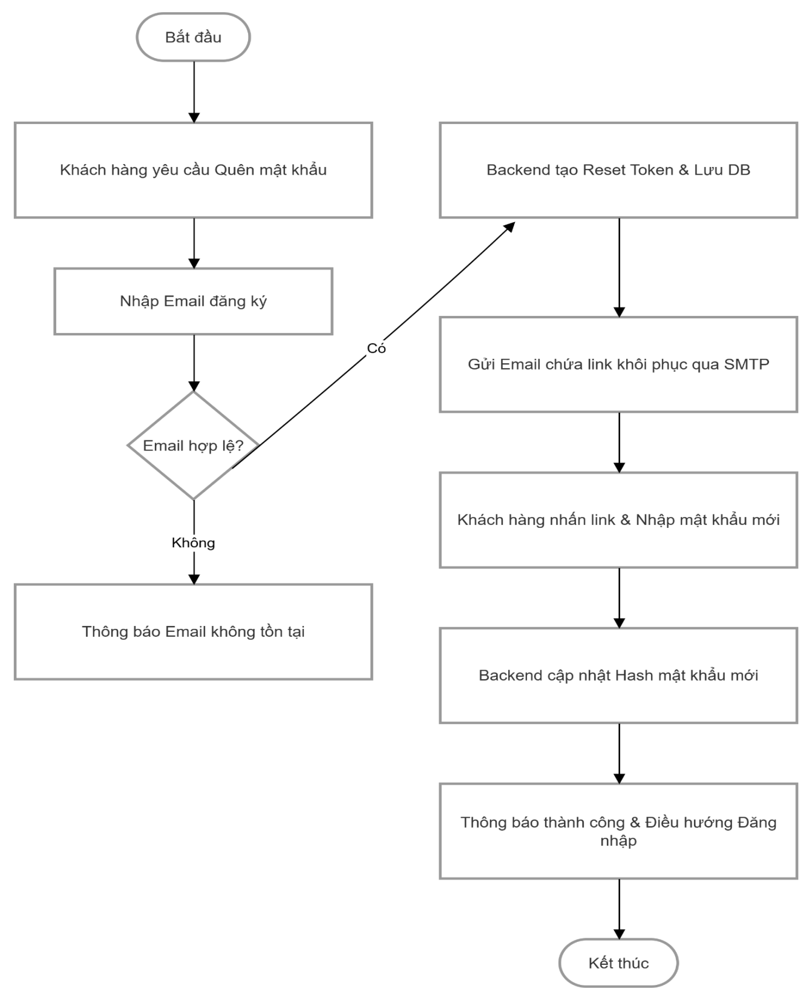 Bắt đầu
Khách hàng yêu cầu Quên mật khẩu
Nhập Email đăng ký
Email hợp lệ?
Không
Thông báo Email không tồn tại
Có
Backend tạo Reset Token & Lưu DB
Gửi Email chứa link khôi phục qua SMTP
Khách hàng nhấn link & Nhập mật khẩu mới
Backend cập nhật Hash mật khẩu mới
Thông báo thành công & Điều hướng Đăng
nhập
Kết thúc